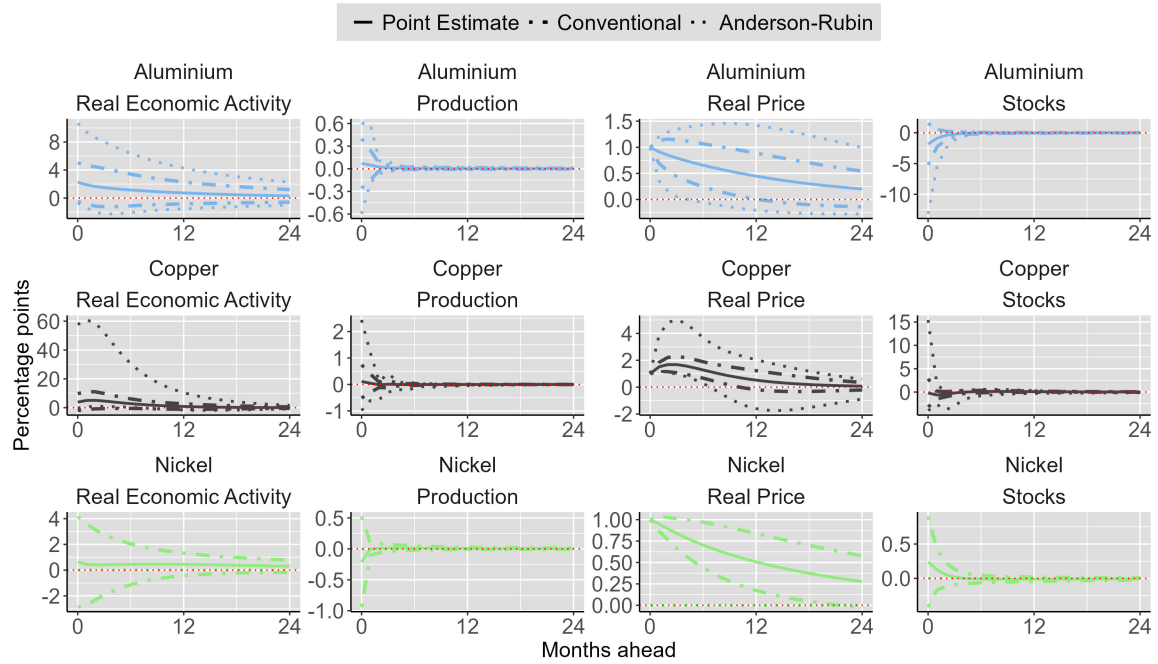 Point Estimate Conventional Anderson-Rubin
Aluminium Aluminium Aluminium Aluminium
Real Economic Activity Production Real Price Stocks
8 4 0
0.6 0.3 0.0 -0.3 -0.6
1.5 1.0 0.5 0.0
0 -5 -10
0 12 24 0 12 24 0 12 24 0 12 24
Copper Copper Copper Copper
Real Economic Activity Production Real Price Stocks
60 40 20 0
2 1 0 -1
4 2 0 -2
15 10 5 0
0 12 24 0 12 24 0 12 24 0 12 24
Nickel Nickel Nickel Nickel
Real Economic Activity Production Real Price Stocks
4 2 0 -2
0.5 0.0 -0.5 -1.0
1.00 0.75 0.50 0.25 0.00
0.5 0.0
0 12 24 0 12 24 0 12 24 0 12 24
Percentage points
Months ahead